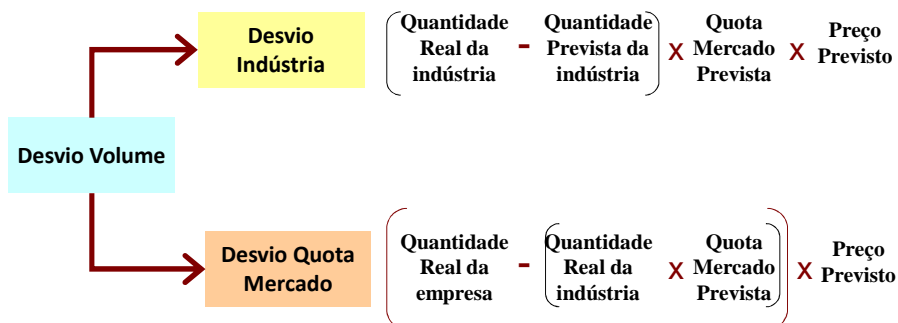 Desvio
Indústria
Quantidade
Real da
indústria
-
Quantidade
Prevista da
indústria
x
Quota
Mercado
Prevista
x
Preço
Previsto
Desvio Volume
Desvio Quota
Mercado
Quantidade
Real da
empresa
-
Quantidade
Real da
indústria
x
Quota
Mercado
Prevista
x
Preço
Previsto